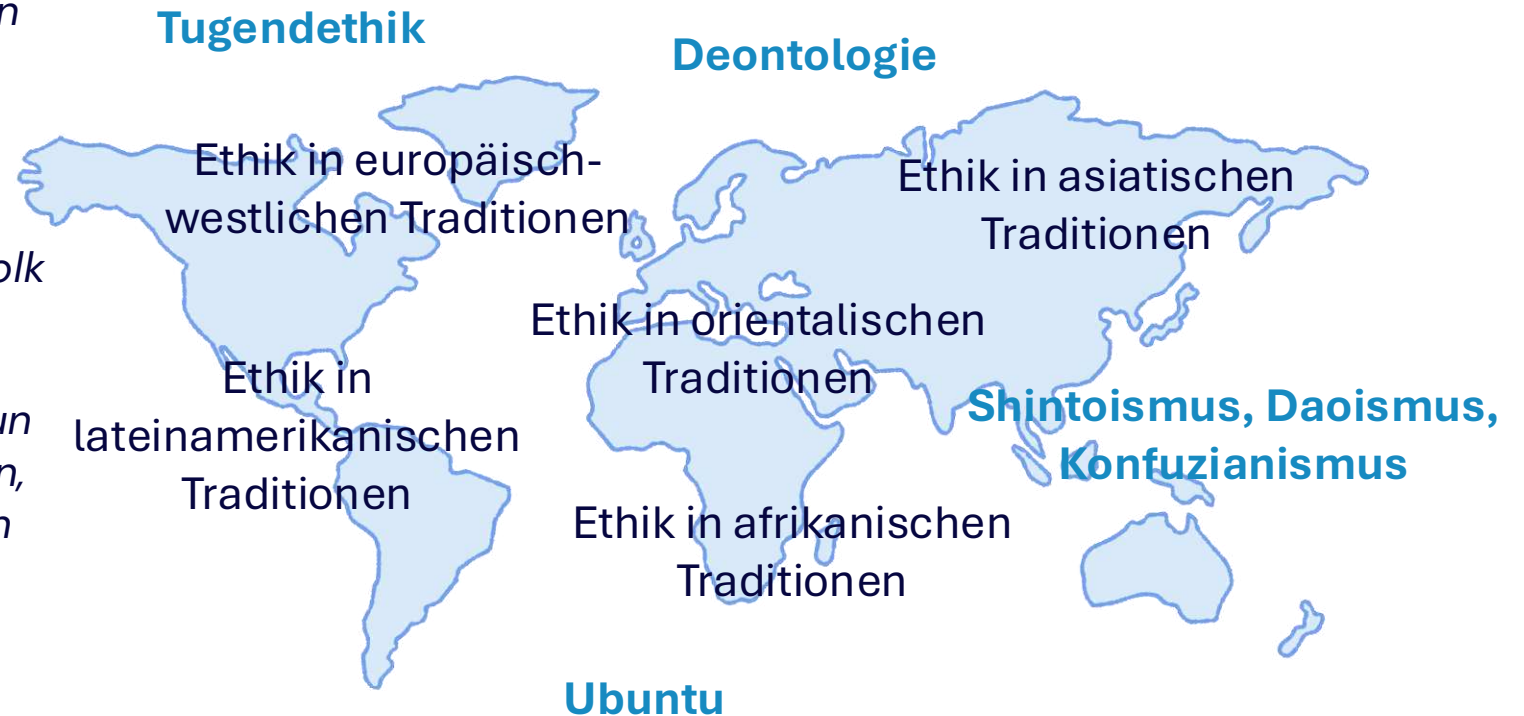 Tugendethik
Deontologie
Ethik in europäisch-
westlichen Traditionen
Ethik in asiatischen
Traditionen
Ethik in orientalischen
Traditionen
Ethik in
lateinamerikanischen
Traditionen
Shintoismus, Daoismus,
Konfuzianismus
Ethik in afrikanischen
Traditionen
Ubuntu